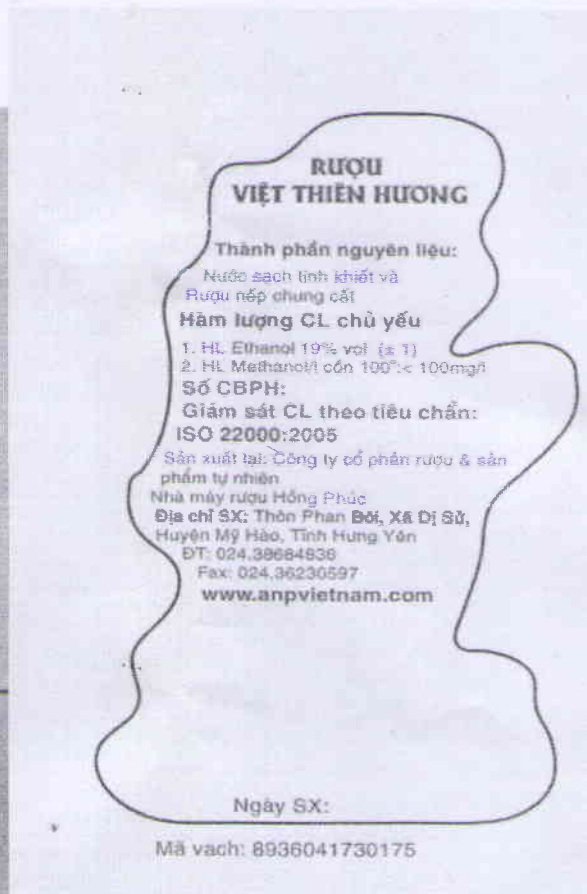 RƯỢU
VIỆT THIÊN HƯƠNG
Thành phần nguyên liệu:
Nước sạch tinh khiết và
Rượu nếp chưng cất
Hàm lượng CL chủ yếu
1. HL Ethanol 19% vol (± 1)
2. HL Methanol/l cồn 100°:< 100mg/l
Số CBPH:
Giám sát CL theo tiêu chẩn:
ISO 22000:2005
Sản xuất tại: Công ty cổ phần rượu & sản
phẩm tự nhiên
Nhà máy rượu Hồng Phúc
Địa chỉ SX: Thôn Phan Bôi, Xã Dị Sử,
Huyện Mỹ Hào, Tỉnh Hưng Yên
ĐT: 024.38684836
Fax: 024.36230597
www.anpvietnam.com
Ngày SX:
Mã vach: 8936041730175